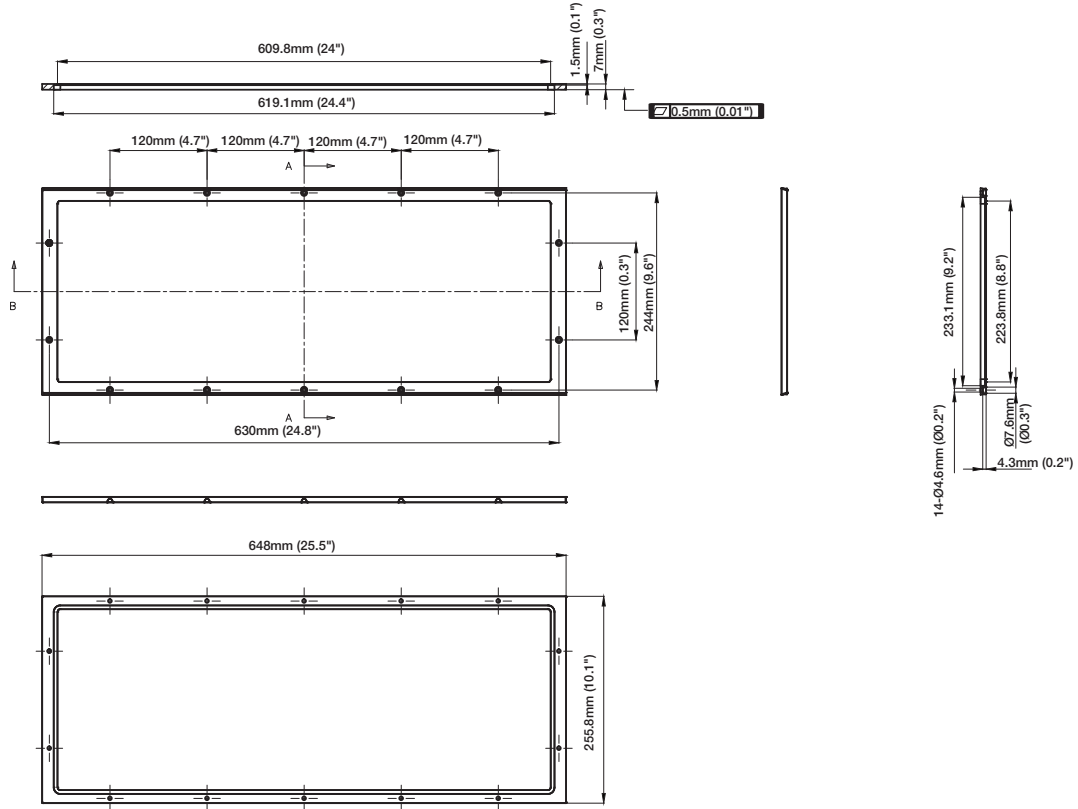 609.8mm (24")
1.5mm (0.1")
7mm (0.3")
619.1mm (24.4")
0.5mm (0.01")
120mm (4.7")
120mm (4.7")
120mm (4.7")
120mm (4.7")
A
B
B
120mm (0.3")
244mm (9.6")
233.1mm (9.2")
223.8mm (8.8")
A
630mm (24.8")
14-Ø4.6mm (Ø0.2")
Ø7.6mm
(Ø0.3")
4.3mm (0.2")
648mm (25.5")
255.8mm (10.1")